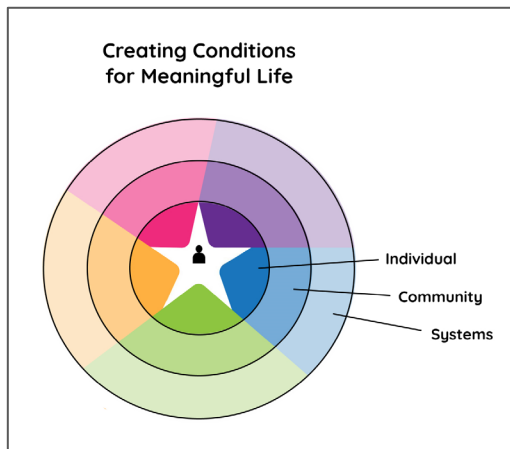 Creating Conditions
for Meaningful Life
Individual
Community
Systems